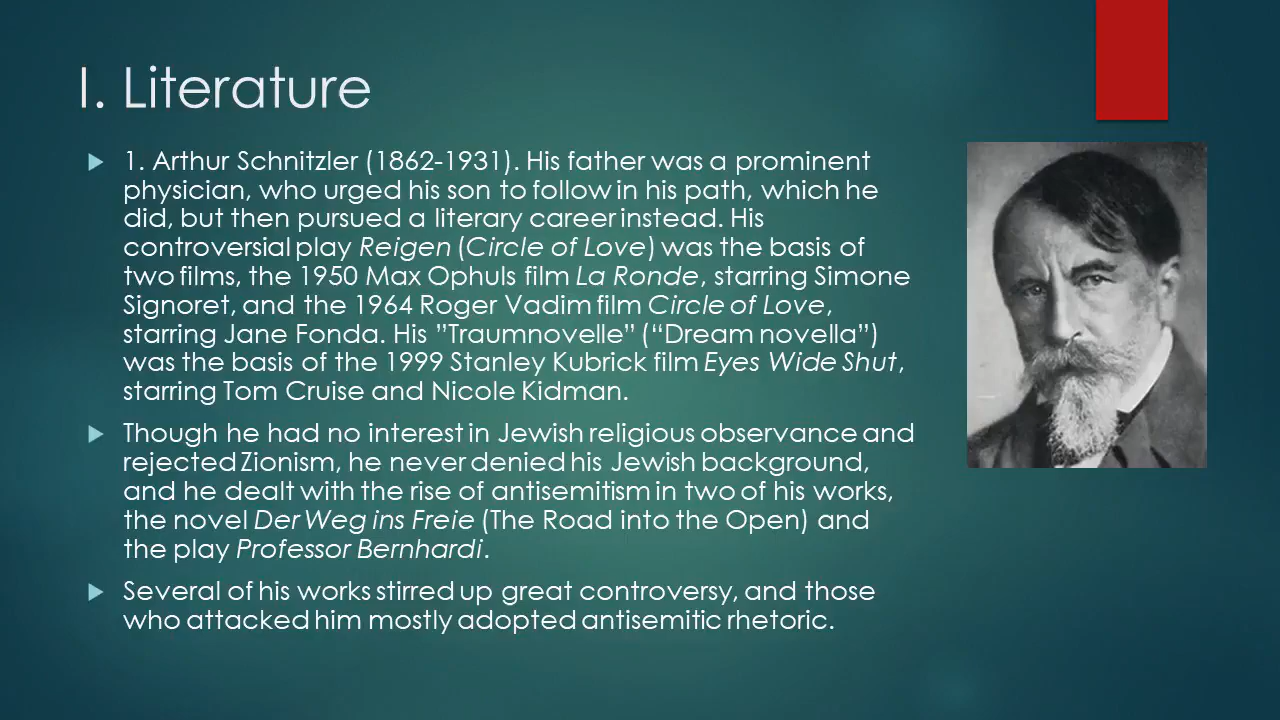 I. Literature
1. Arthur Schnitzler (1862-1931). His father was a prominent
physician, who urged his son to follow in his path, which he
did, but then pursued a literary career instead. His
controversial play Reigen (Circle of Love) was the basis of
two films, the 1950 Max Ophuls film La Ronde, starring Simone
Signoret, and the 1964 Roger Vadim film Circle of Love,
starring Jane Fonda. His ”Traumnovelle” (“Dream novella”)
was the basis of the 1999 Stanley Kubrick film Eyes Wide Shut,
starring Tom Cruise and Nicole Kidman.
Though he had no interest in Jewish religious observance and
rejected Zionism, he never denied his Jewish background,
and he dealt with the rise of antisemitism in two of his works,
the novel Der Weg ins Freie (The Road into the Open) and
the play Professor Bernhardi.
Several of his works stirred up great controversy, and those
who attacked him mostly adopted antisemitic rhetoric.